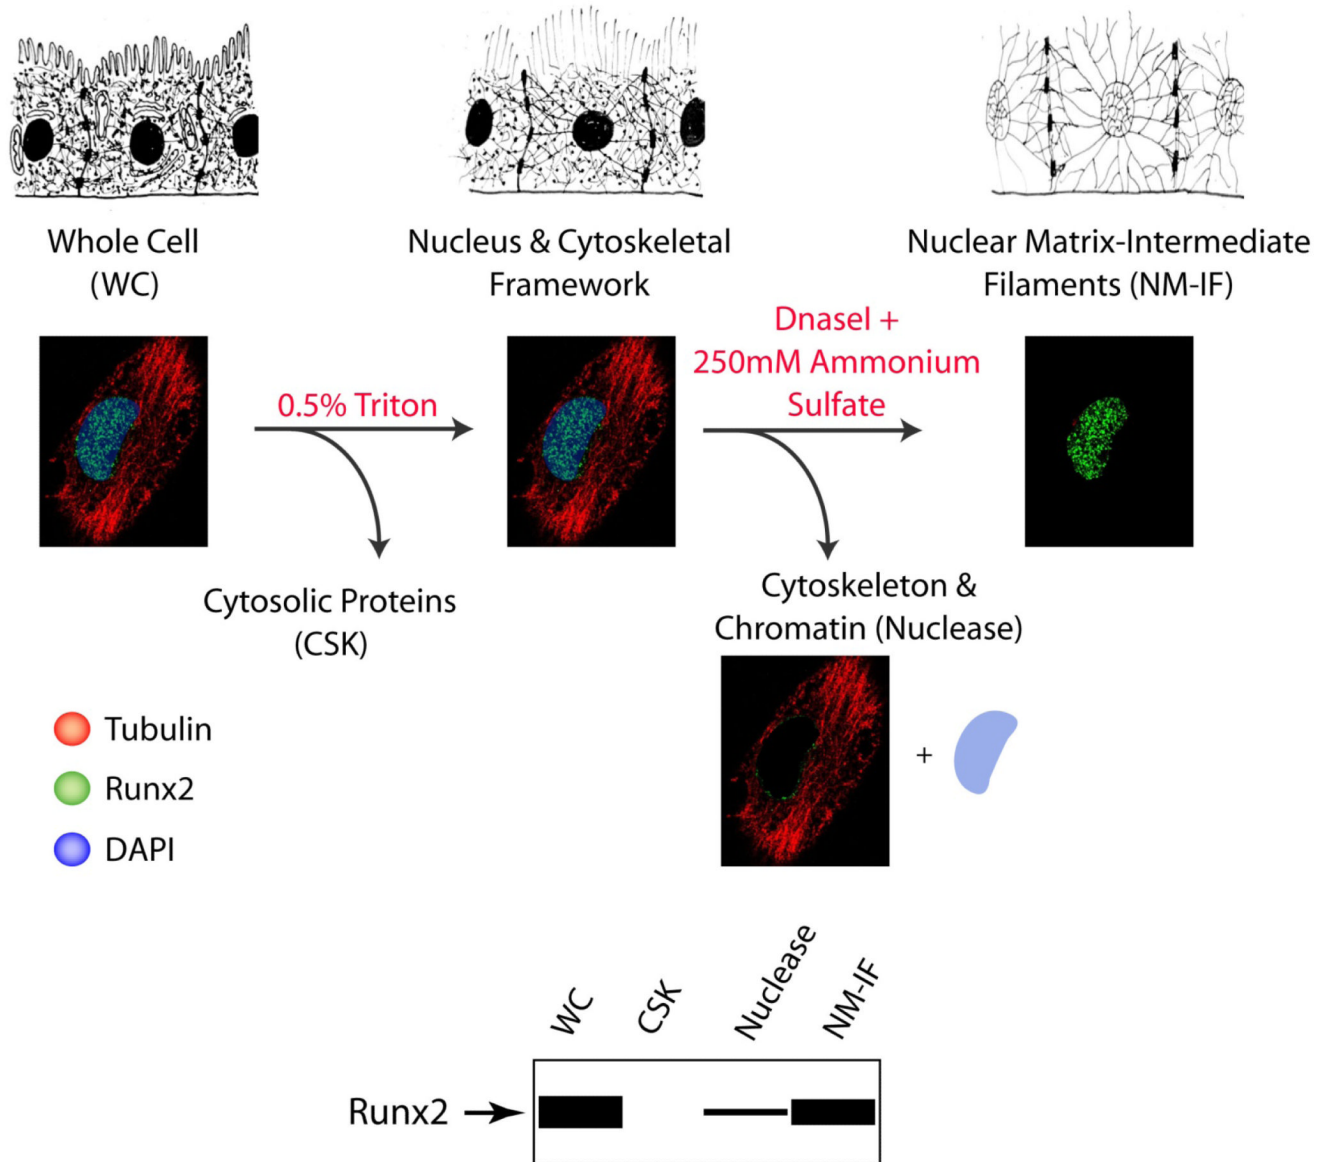 Whole Cell
(WC)
Nucleus & Cytoskeletal
Framework
Nuclear Matrix-Intermediate
Filaments (NM-IF)
0.5% Triton
DnaseI +
250mM Ammonium
Sulfate
Cytosolic Proteins
(CSK)
Cytoskeleton &
Chromatin (Nuclease)
+
Tubulin
Runx2
DAPI
WC
CSK
Nuclease
NM-IF
Runx2